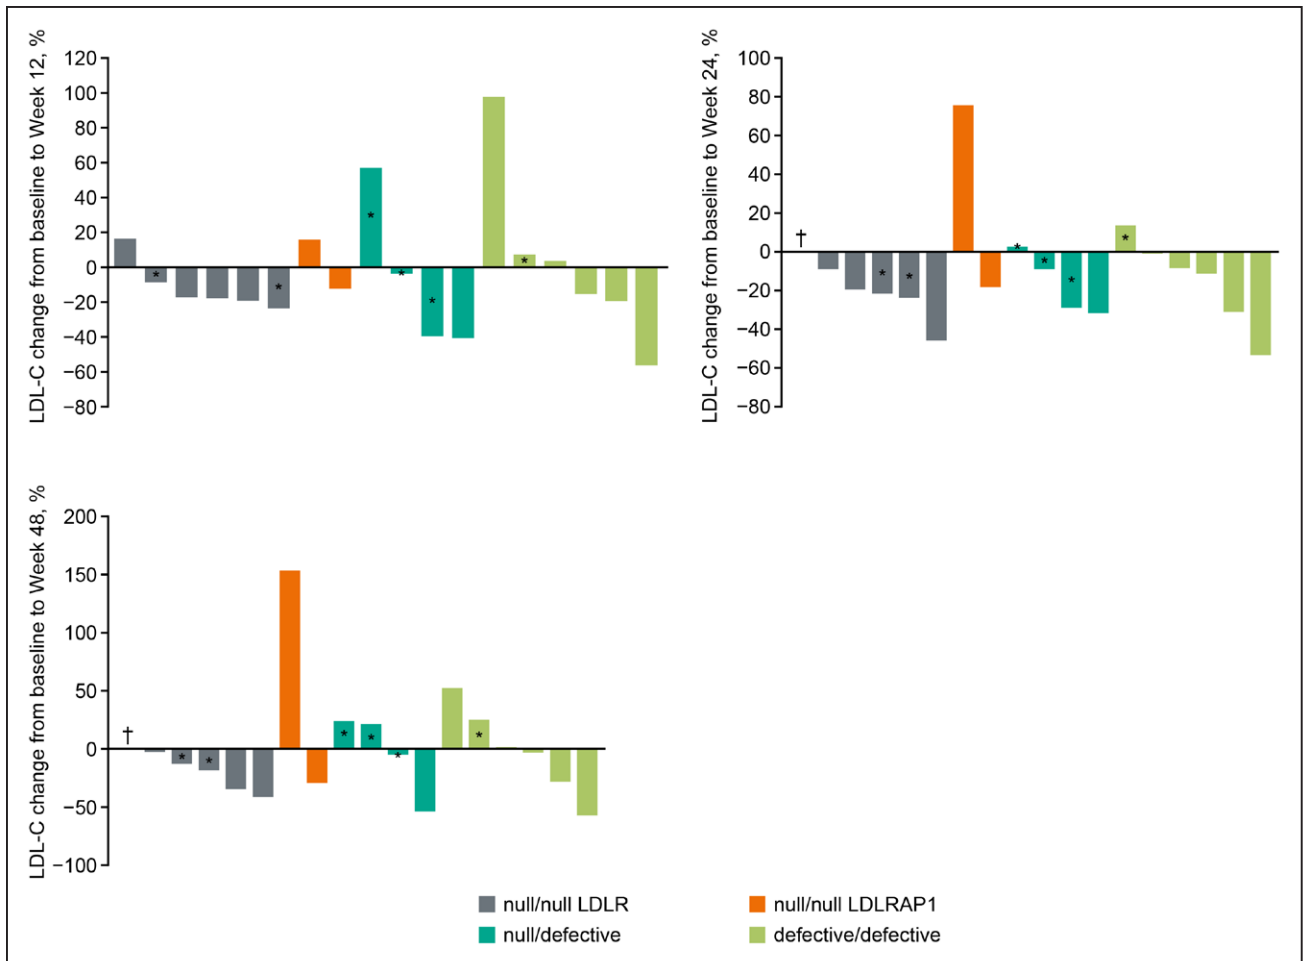 LDL-C change from baseline to Week 12, %
120
100
80
60
40
20
0
−20
−40
−60
−80
* * * * * *
LDL-C change from baseline to Week 24, %
100
80
60
40
20
0
−20
−40
−60
−80
† * * * * * *
LDL-C change from baseline to Week 48, %
200
150
100
50
0
−50
−100
† * * * * * *
null/null LDLR
null/null LDLRAP1
null/defective
defective/defective